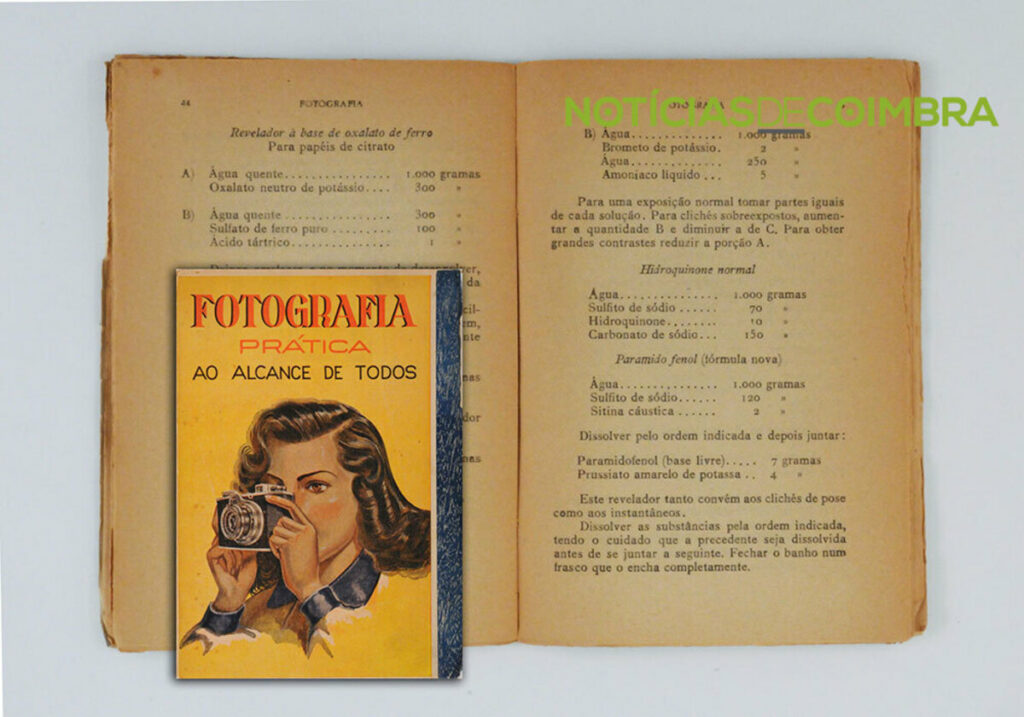 44
FOTOGRAFIA
Revelador à base de oxalato de ferro
Para papéis de citrato
A) Água quente............... 1.000 gramas
Oxalato neutro de potássio.... 300 »
B) Água quente ............... 300 »
Sulfato de ferro puro ......... 100 »
Acido tártrico............... 1 »
FOTOGRAFIA
PRÁTICA
AO ALCANCE DE TODOS
NOTÍCIASDECOIMBRA
B) Água............. 1.000 gramas
Brometo de potássio. 2 »
Água............. 250 »
Amoniaco líquido ... 5 »
Para uma exposição normal tomar partes iguais
de cada solução. Para clichés sobreexpostos, aumen-
tar a quantidade B e diminuir a de C. Para obter
grandes contrastes reduzir a porção A.
Hidroquinone normal
Água.............. 1.000 gramas
Sulfito de sódio ...... 70 »
Hidroquinone........ 10 »
Carbonato de sódio... 150 »
Paramido fenol (fórmula nova)
Água.............. 1.000 gramas
Sulfito de sódio...... 120 »
Sitina cáustica ...... 2 »
Dissolver pelo ordem indicada e depois juntar:
Paramidofenol (base livre)..... 7 gramas
Prussiato amarelo de potassa .. 4 »
Este revelador tanto convém aos clichés de pose
como aos instantâneos.
Dissolver as substâncias pela ordem indicada,
tendo o cuidado que a precedente seja dissolvida
antes de se juntar a seguinte. Fechar o banho num
frasco que o encha completamente.